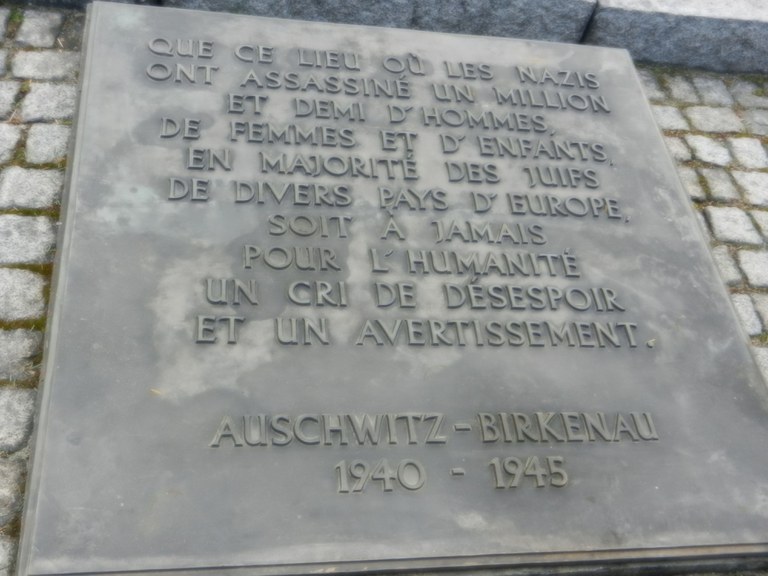 QUE CE LIEU OÙ LES NAZIS
ONT ASSASSINÉ UN MILLION
ET DEMI D'HOMMES,
DE FEMMES ET D'ENFANTS,
EN MAJORITÉ DES JUIFS
DE DIVERS PAYS D'EUROPE,
SOIT À JAMAIS
POUR L'HUMANITÉ
UN CRI DE DÉSESPOIR
ET UN AVERTISSEMENT.
AUSCHWITZ - BIRKENAU
1940 - 1945